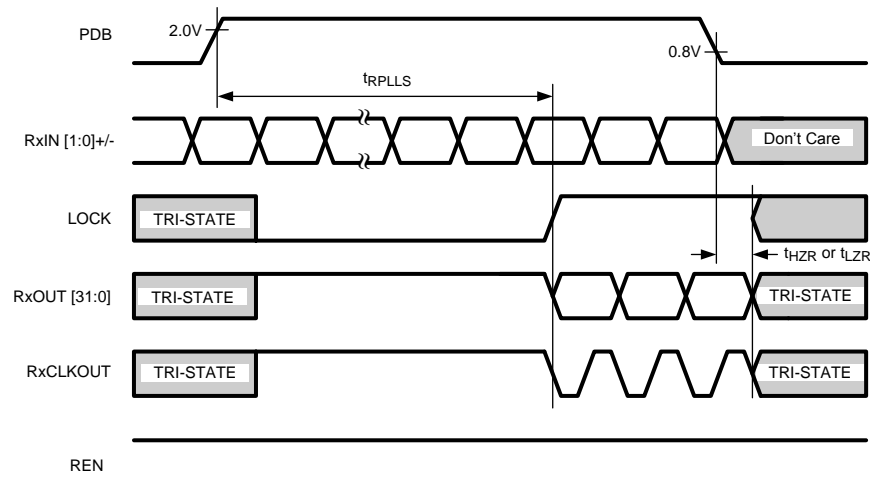 PDB
2.0V
0.8V
tRPLLS
RxIN [1:0]+/-
Don't Care
LOCK
TRI-STATE
tHZR or tLZR
RxOUT [31:0]
TRI-STATE
TRI-STATE
RxCLKOUT
TRI-STATE
TRI-STATE
REN